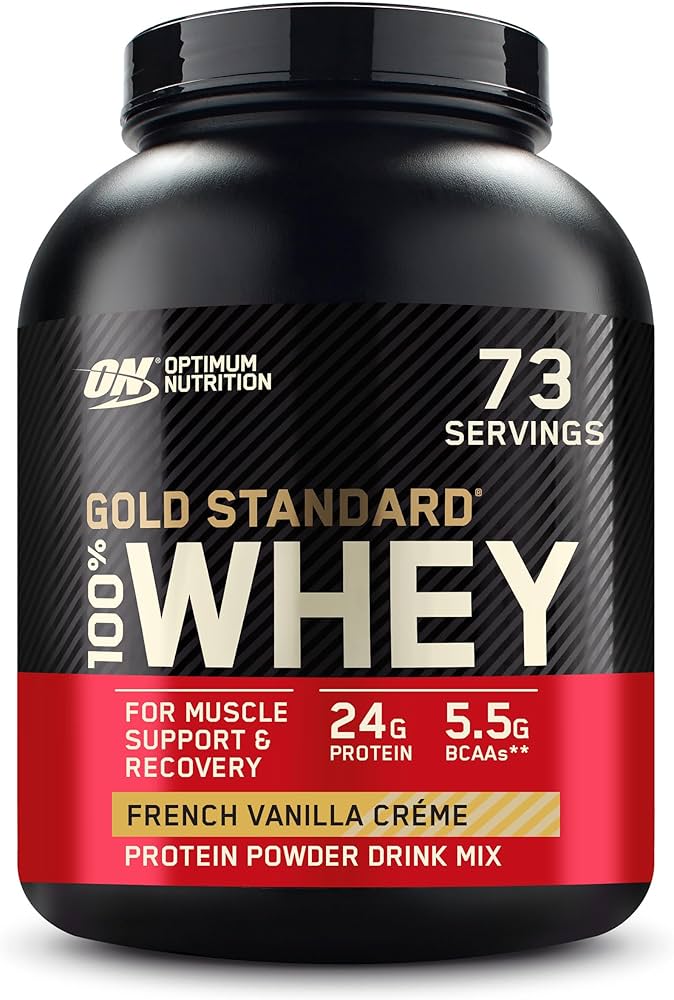 ON® OPTIMUM
NUTRITION
73
SERVINGS
GOLD STANDARD®
100% WHEY
FOR MUSCLE
SUPPORT &
RECOVERY
24G
PROTEIN
5.5G
BCAAs**
FRENCH VANILLA CRÉME
PROTEIN POWDER DRINK MIX